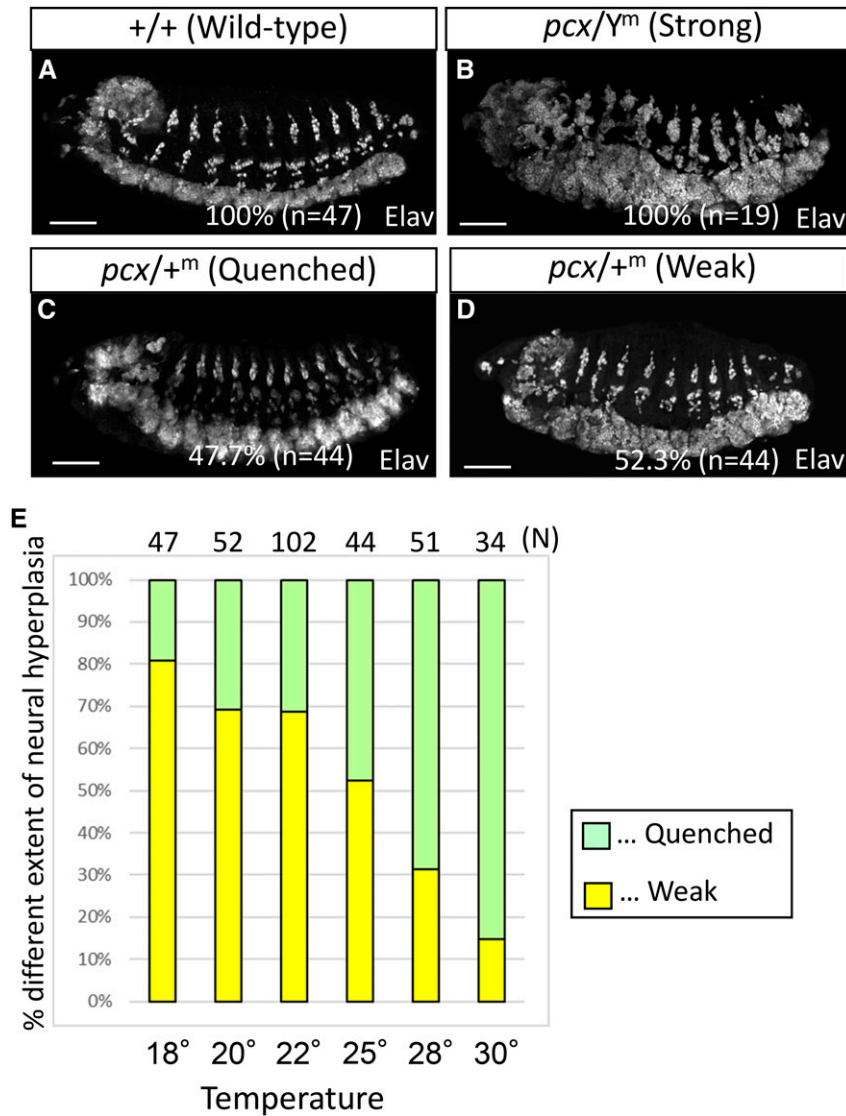 +/+ (Wild-type)
pcx/Yᵐ (Strong)
A
100% (n=47) Elav
B
100% (n=19) Elav
pcx/+ᵐ (Quenched)
pcx/+ᵐ (Weak)
C
47.7% (n=44) Elav
D
52.3% (n=44) Elav
E
47 52 102 44 51 34 (N)
% different extent of neural hyperplasia
100%
90%
80%
70%
60%
50%
40%
30%
20%
10%
0%
18° 20° 22° 25° 28° 30°
Temperature
... Quenched
... Weak